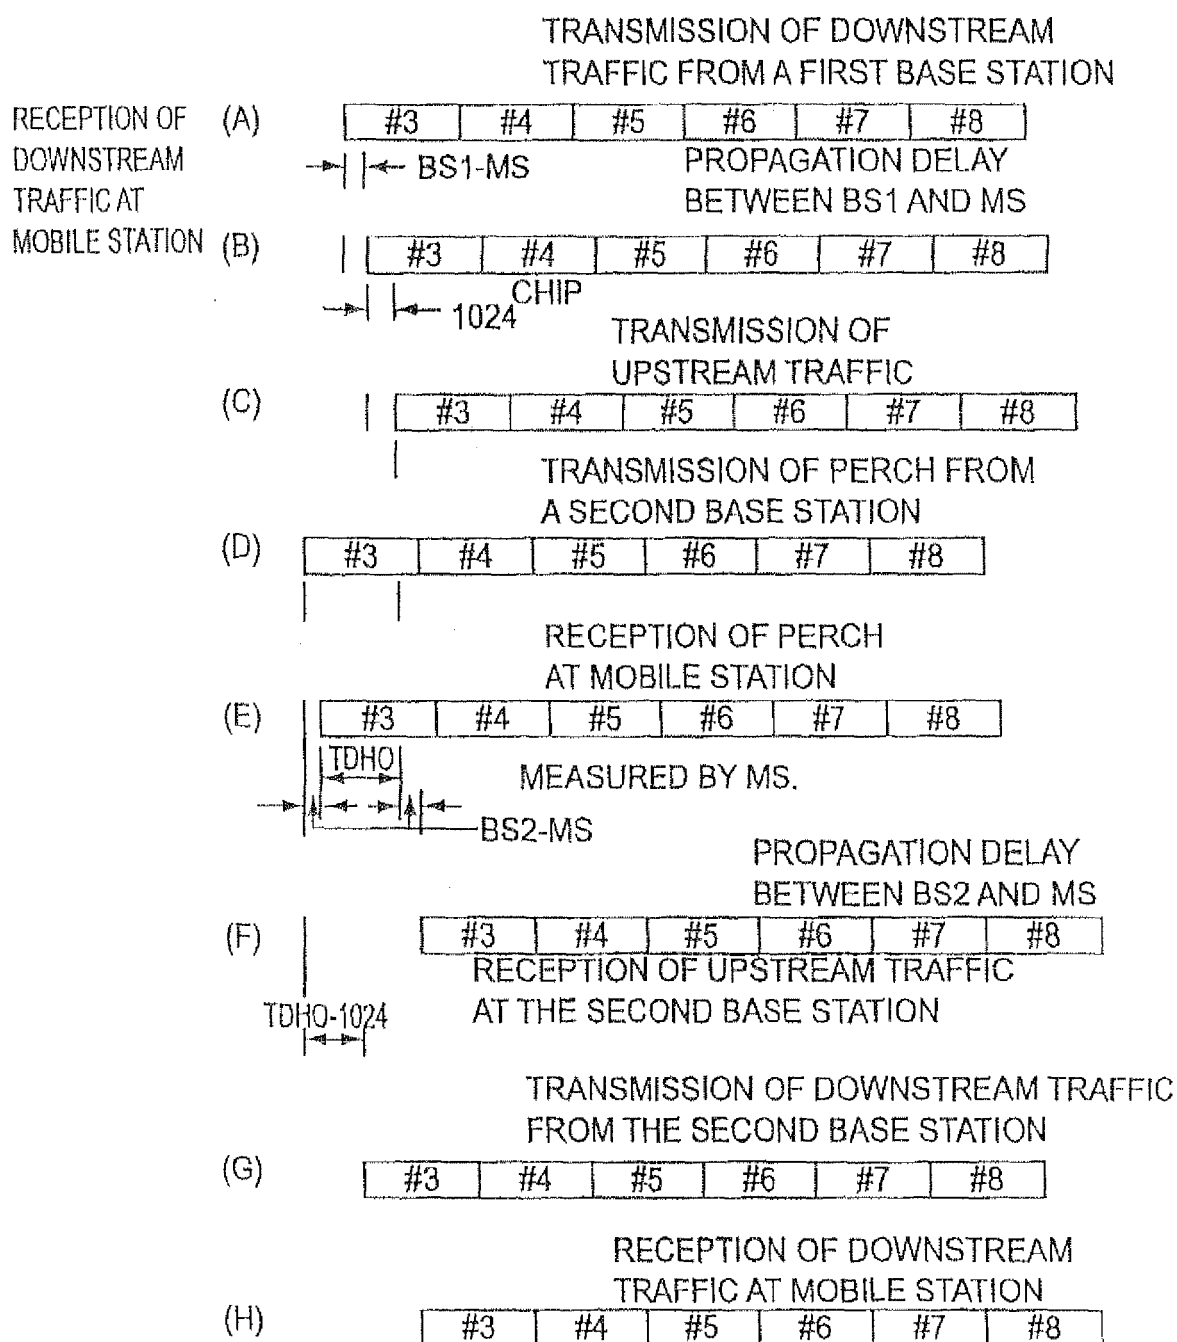 TRANSMISSION OF DOWNSTREAM
TRAFFIC FROM A FIRST BASE STATION
RECEPTION OF
DOWNSTREAM
TRAFFIC AT
MOBILE STATION
(A) #3 #4 #5 #6 #7 #8
BS1-MS
PROPAGATION DELAY
BETWEEN BS1 AND MS
(B) #3 #4 #5 #6 #7 #8
1024 CHIP
TRANSMISSION OF
UPSTREAM TRAFFIC
(C) #3 #4 #5 #6 #7 #8
TRANSMISSION OF PERCH FROM
A SECOND BASE STATION
(D) #3 #4 #5 #6 #7 #8
RECEPTION OF PERCH
AT MOBILE STATION
(E) #3 #4 #5 #6 #7 #8
TDHO
MEASURED BY MS.
BS2-MS
PROPAGATION DELAY
BETWEEN BS2 AND MS
(F) #3 #4 #5 #6 #7 #8
RECEPTION OF UPSTREAM TRAFFIC
AT THE SECOND BASE STATION
TDHO-1024
TRANSMISSION OF DOWNSTREAM TRAFFIC
FROM THE SECOND BASE STATION
(G) #3 #4 #5 #6 #7 #8
RECEPTION OF DOWNSTREAM
TRAFFIC AT MOBILE STATION
(H) #3 #4 #5 #6 #7 #8